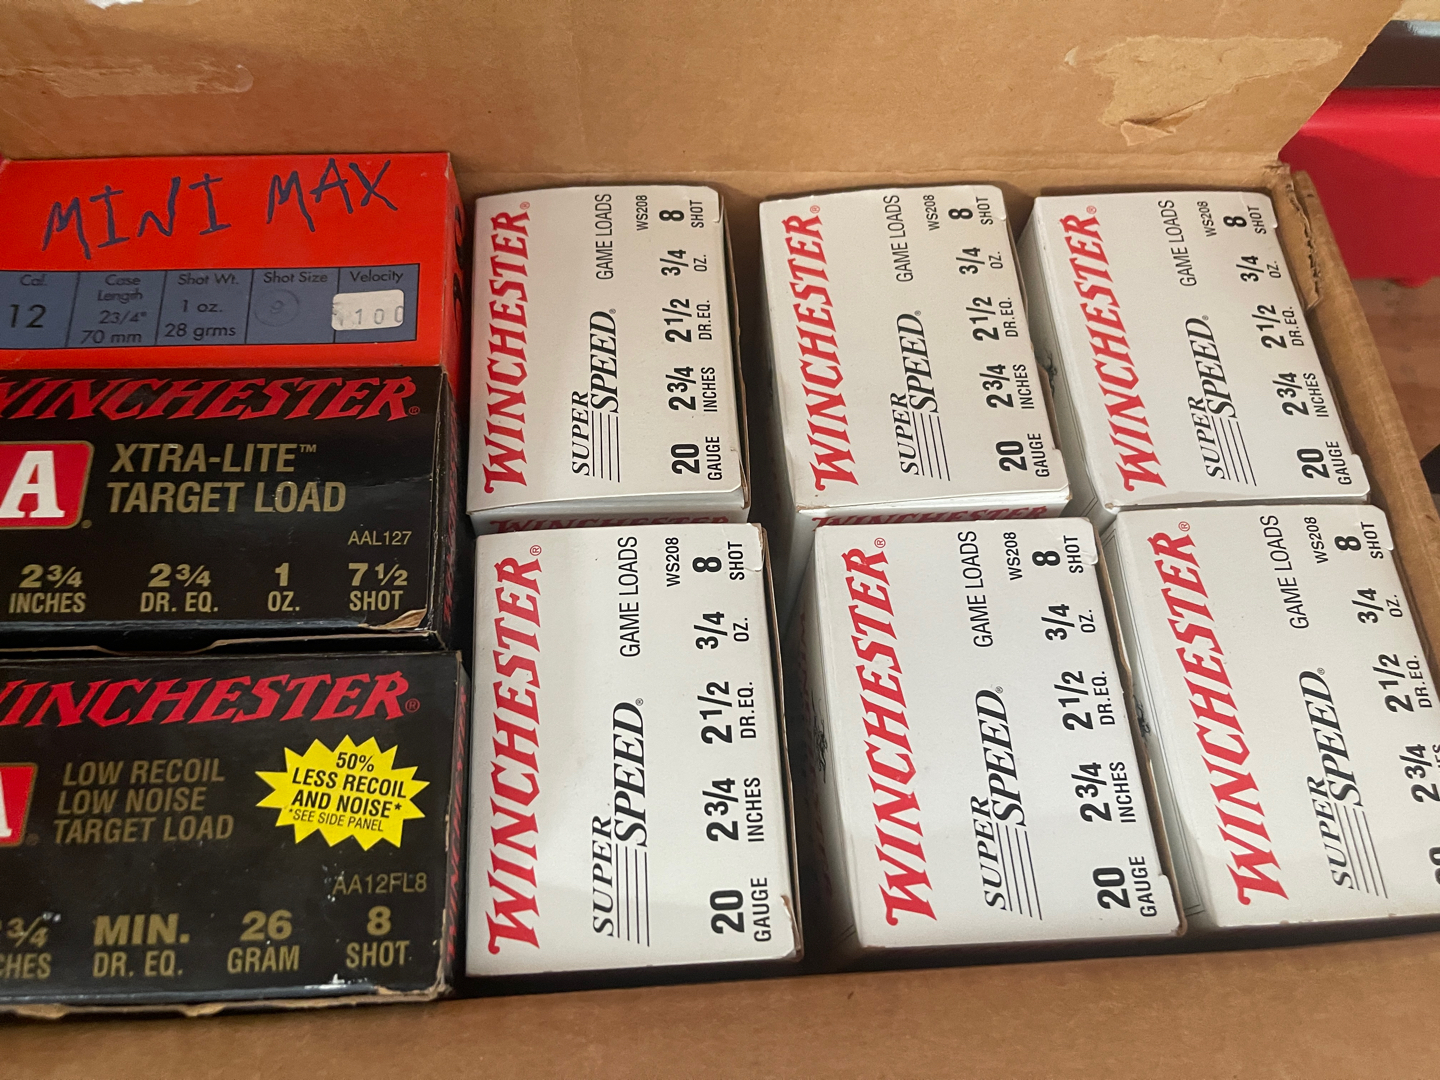 MINI MAX
Cal. Case Length Shot Wt. Shot Size Velocity
12 23/4" 70 mm 1 oz. 28 grms 9 1100
WINCHESTER®
A® XTRA-LITE™
TARGET LOAD
AAL127
2 3/4 INCHES 2 3/4 DR. EQ. 1 OZ. 7 1/2 SHOT
WINCHESTER®
A® LOW RECOIL
LOW NOISE
TARGET LOAD
50%
LESS RECOIL
AND NOISE*
*SEE SIDE PANEL
AA12FL8
3/4 CHES MIN. DR. EQ. 26 GRAM 8 SHOT
WINCHESTER®
SUPER SPEED® GAME LOADS
WS208
20 GAUGE 2 3/4 INCHES 2 1/2 DR.EQ. 3/4 OZ. 8 SHOT
WINCHESTER®
SUPER SPEED® GAME LOADS
WS208
20 GAUGE 2 3/4 INCHES 2 1/2 DR.EQ. 3/4 OZ. 8 SHOT
WINCHESTER®
SUPER SPEED® GAME LOADS
WS208
20 GAUGE 2 3/4 INCHES 2 1/2 DR.EQ. 3/4 OZ. 8 SHOT
WINCHESTER
WINCHESTER
WINCHESTER®
SUPER SPEED® GAME LOADS
WS208
20 GAUGE 2 3/4 INCHES 2 1/2 DR.EQ. 3/4 OZ. 8 SHOT
WINCHESTER®
SUPER SPEED® GAME LOADS
WS208
20 GAUGE 2 3/4 INCHES 2 1/2 DR.EQ. 3/4 OZ. 8 SHOT
WINCHESTER®
SUPER SPEED® GAME LOADS
WS208
20 2 3/4 2 1/2 DR.EQ. 3/4 OZ. 8 SHOT